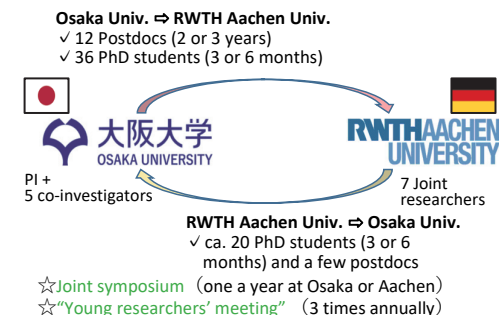 Osaka Univ. ⇨ RWTH Aachen Univ.
✓ 12 Postdocs (2 or 3 years)
✓ 36 PhD students (3 or 6 months)
大阪大学
OSAKA UNIVERSITY
RWTHAACHEN
UNIVERSITY
PI +
5 co-investigators
7 Joint
researchers
RWTH Aachen Univ. ⇨ Osaka Univ.
✓ ca. 20 PhD students (3 or 6
months) and a few postdocs
☆Joint symposium （one a year at Osaka or Aachen）
☆“Young researchers’ meeting” （3 times annually）